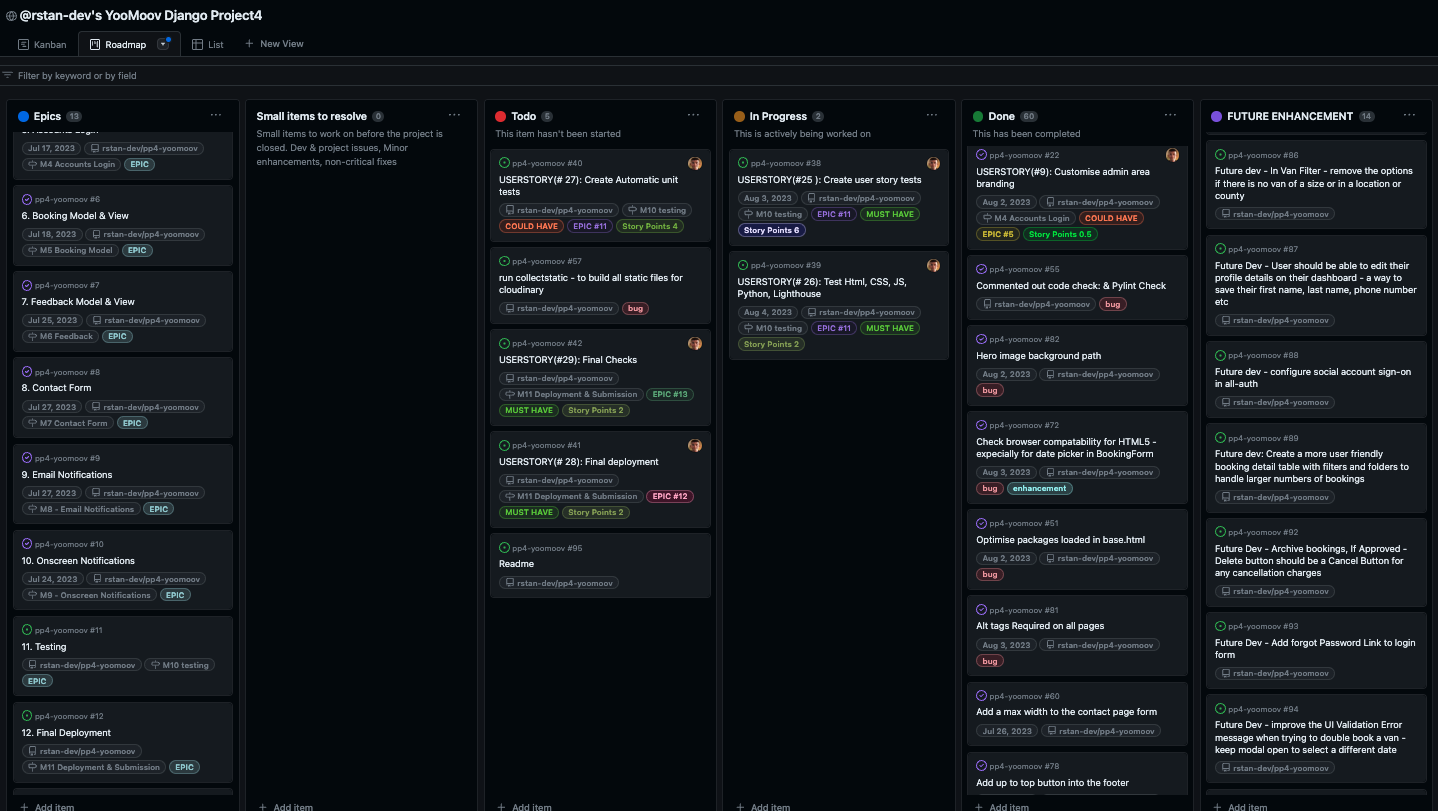 @rstan-dev's YooMoov Django Project4
Kanban
Roadmap
List
New View
Filter by keyword or by field
Epics 13
Jul 17, 2023 rstan-dev/pp4-yoomoov
M4 Accounts Login EPIC
pp4-yoomoov #6
6. Booking Model & View
Jul 18, 2023 rstan-dev/pp4-yoomoov
M5 Booking Model EPIC
pp4-yoomoov #7
7. Feedback Model & View
Jul 25, 2023 rstan-dev/pp4-yoomoov
M6 Feedback EPIC
pp4-yoomoov #8
8. Contact Form
Jul 27, 2023 rstan-dev/pp4-yoomoov
M7 Contact Form EPIC
pp4-yoomoov #9
9. Email Notifications
Jul 27, 2023 rstan-dev/pp4-yoomoov
M8 - Email Notifications EPIC
pp4-yoomoov #10
10. Onscreen Notifications
Jul 24, 2023 rstan-dev/pp4-yoomoov
M9 - Onscreen Notifications EPIC
pp4-yoomoov #11
11. Testing
rstan-dev/pp4-yoomoov M10 testing
EPIC
pp4-yoomoov #12
12. Final Deployment
rstan-dev/pp4-yoomoov
M11 Deployment & Submission EPIC
Add item
Small items to resolve 0
Small items to work on before the project is
closed. Dev & project issues, Minor
enhancements, non-critical fixes
Add item
Todo 5
This item hasn't been started
pp4-yoomoov #40
USERSTORY(# 27): Create Automatic unit
tests
rstan-dev/pp4-yoomoov M10 testing
COULD HAVE EPIC #11 Story Points 4
pp4-yoomoov #57
run collectstatic - to build all static files for
cloudinary
rstan-dev/pp4-yoomoov bug
pp4-yoomoov #42
USERSTORY(#29): Final Checks
rstan-dev/pp4-yoomoov
M11 Deployment & Submission EPIC #13
MUST HAVE Story Points 2
pp4-yoomoov #41
USERSTORY(# 28): Final deployment
rstan-dev/pp4-yoomoov
M11 Deployment & Submission EPIC #12
MUST HAVE Story Points 2
pp4-yoomoov #95
Readme
rstan-dev/pp4-yoomoov
Add item
In Progress 2
This is actively being worked on
pp4-yoomoov #38
USERSTORY(#25 ): Create user story tests
Aug 3, 2023 rstan-dev/pp4-yoomoov
M10 testing EPIC #11 MUST HAVE
Story Points 6
pp4-yoomoov #39
USERSTORY(# 26): Test Html, CSS, JS,
Python, Lighthouse
Aug 4, 2023 rstan-dev/pp4-yoomoov
M10 testing EPIC #11 MUST HAVE
Story Points 2
Add item
Done 60
This has been completed
pp4-yoomoov #22
USERSTORY(#9): Customise admin area
branding
Aug 2, 2023 rstan-dev/pp4-yoomoov
M4 Accounts Login COULD HAVE
EPIC #5 Story Points 0.5
pp4-yoomoov #55
Commented out code check: & Pylint Check
rstan-dev/pp4-yoomoov bug
pp4-yoomoov #82
Hero image background path
Aug 2, 2023 rstan-dev/pp4-yoomoov
bug
pp4-yoomoov #72
Check browser compatability for HTML5 -
expecially for date picker in BookingForm
Aug 3, 2023 rstan-dev/pp4-yoomoov
bug enhancement
pp4-yoomoov #51
Optimise packages loaded in base.html
Aug 2, 2023 rstan-dev/pp4-yoomoov
bug
pp4-yoomoov #81
Alt tags Required on all pages
Aug 3, 2023 rstan-dev/pp4-yoomoov
bug
pp4-yoomoov #60
Add a max width to the contact page form
Jul 26, 2023 rstan-dev/pp4-yoomoov
pp4-yoomoov #78
Add up to top button into the footer
Add item
FUTURE ENHANCEMENT 14
pp4-yoomoov #86
Future dev - In Van Filter - remove the options
if there is no van of a size or in a location or
county
rstan-dev/pp4-yoomoov
pp4-yoomoov #87
Future Dev - User should be able to edit their
profile details on their dashboard - a way to
save their first name, last name, phone number
etc
rstan-dev/pp4-yoomoov
pp4-yoomoov #88
Future dev - configure social account sign-on
in all-auth
rstan-dev/pp4-yoomoov
pp4-yoomoov #89
Future dev: Create a more user friendly
booking detail table with filters and folders to
handle larger numbers of bookings
rstan-dev/pp4-yoomoov
pp4-yoomoov #92
Future Dev - Archive bookings, If Approved -
Delete button should be a Cancel Button for
any cancellation charges
rstan-dev/pp4-yoomoov
pp4-yoomoov #93
Future Dev - Add forgot Password Link to login
form
rstan-dev/pp4-yoomoov
pp4-yoomoov #94
Future Dev - improve the UI Validation Error
message when trying to double book a van -
keep modal open to select a different date
rstan-dev/pp4-yoomoov
Add item